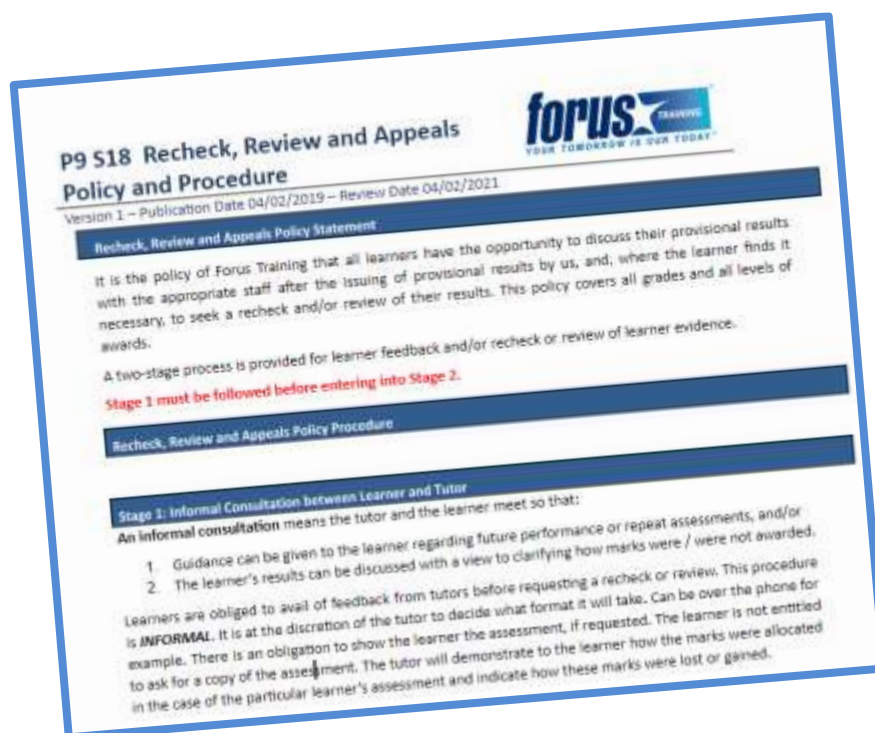 forus TRAINING
YOUR TOMORROW IS OUR TODAY
P9 S18 Recheck, Review and Appeals
Policy and Procedure
Version 1 – Publication Date 04/02/2019 – Review Date 04/02/2021
Recheck, Review and Appeals Policy Statement
It is the policy of Forus Training that all learners have the opportunity to discuss their provisional results
with the appropriate staff after the issuing of provisional results by us, and; where the learner finds it
necessary, to seek a recheck and/or review of their results. This policy covers all grades and all levels of
awards.
A two-stage process is provided for learner feedback and/or recheck or review of learner evidence.
Stage 1 must be followed before entering into Stage 2.
Recheck, Review and Appeals Policy Procedure
Stage 1: Informal Consultation between Learner and Tutor
An informal consultation means the tutor and the learner meet so that:
1. Guidance can be given to the learner regarding future performance or repeat assessments, and/or
2. The learner's results can be discussed with a view to clarifying how marks were / were not awarded.
Learners are obliged to avail of feedback from tutors before requesting a recheck or review. This procedure
is INFORMAL. It is at the discretion of the tutor to decide what format it will take. Can be over the phone for
example. There is an obligation to show the learner the assessment, if requested. The learner is not entitled
to ask for a copy of the assessment. The tutor will demonstrate to the learner how the marks were allocated
in the case of the particular learner's assessment and indicate how these marks were lost or gained.